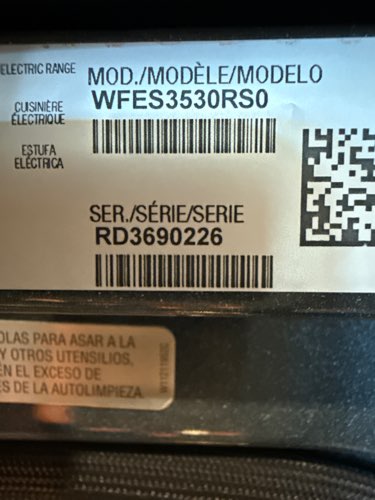 ELECTRIC RANGE
CUISINIÈRE
ÉLECTRIQUE
ESTUFA
ELÉCTRICA
MOD./MODÈLE/MODELO
WFES3530RS0
SER./SÉRIE/SERIE
RD3690226
OLAS PARA ASAR A LA
Y OTROS UTENSILIOS,
EN EL EXCESO DE
ES DE LA AUTOLIMPIEZA